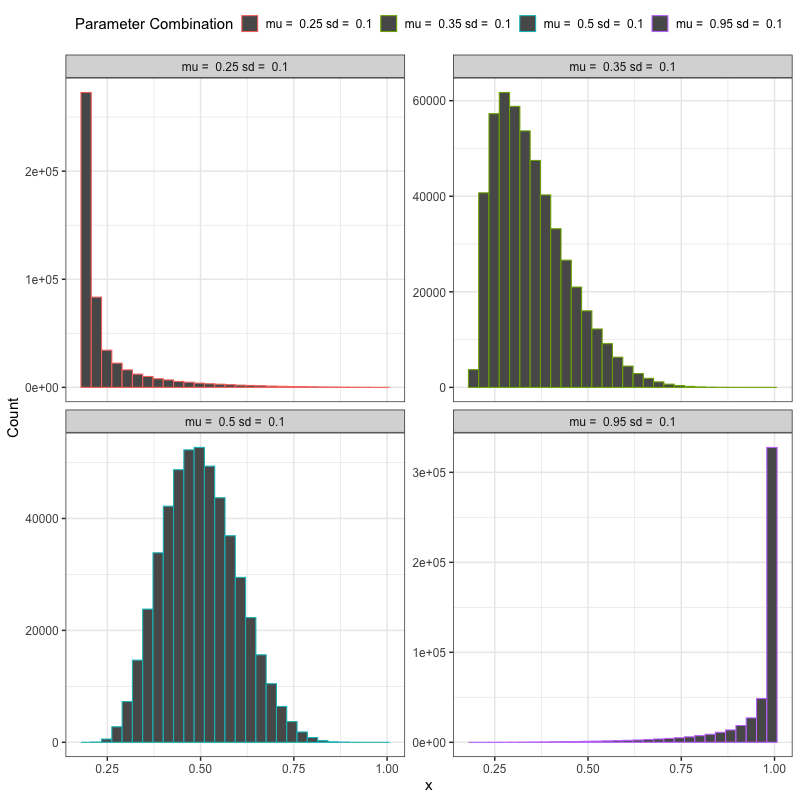 Parameter Combination mu = 0.25 sd = 0.1 mu = 0.35 sd = 0.1 mu = 0.5 sd = 0.1 mu = 0.95 sd = 0.1
mu = 0.25 sd = 0.1
mu = 0.35 sd = 0.1
2e+05
1e+05
0e+00
60000
40000
20000
0
Count
mu = 0.5 sd = 0.1
mu = 0.95 sd = 0.1
40000
20000
0
3e+05
2e+05
1e+05
0e+00
0.25 0.50 0.75 1.00
0.25 0.50 0.75 1.00
x